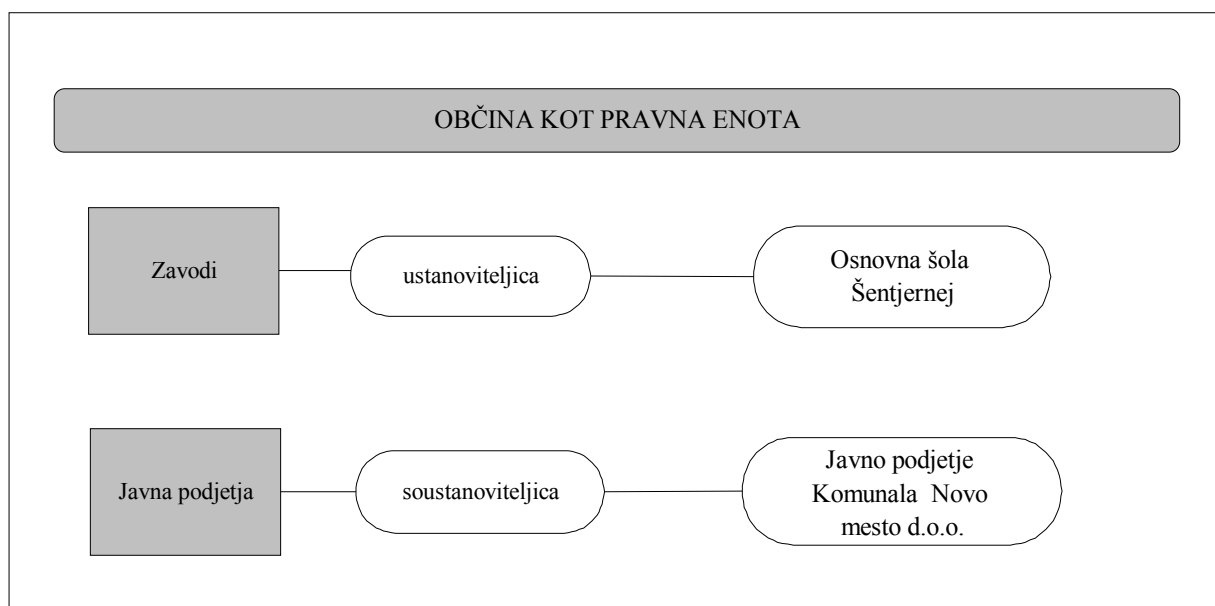 OBČINA KOT PRAVNA ENOTA
Zavodi
ustanoviteljica
Osnovna šola
Šentjernej
Javna podjetja
soustanoviteljica
Javno podjetje
Komunala Novo
mesto d.o.o.